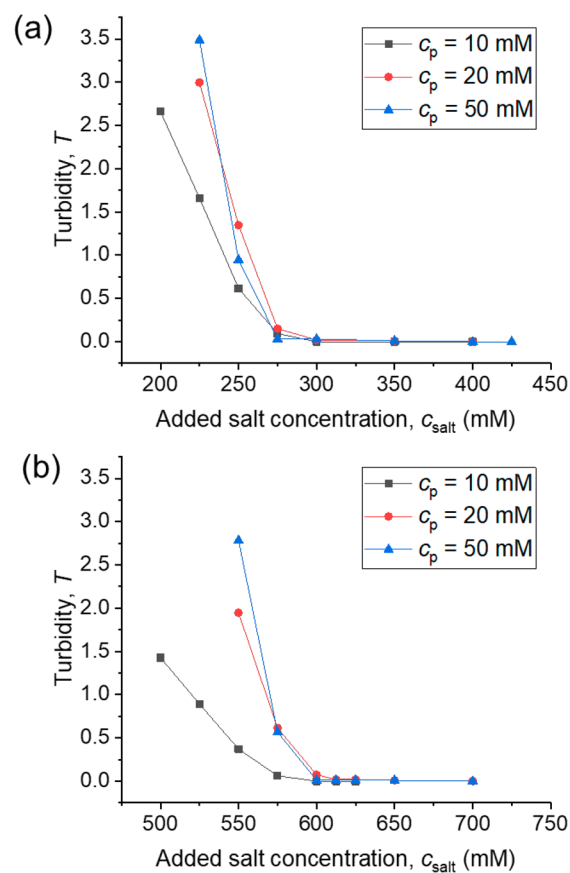 (a)
3.5
3.0
2.5
2.0
1.5
1.0
0.5
0.0
Turbidity, T
cp = 10 mM
cp = 20 mM
cp = 50 mM
200 250 300 350 400 450
Added salt concentration, csalt (mM)
(b)
3.5
3.0
2.5
2.0
1.5
1.0
0.5
0.0
Turbidity, T
cp = 10 mM
cp = 20 mM
cp = 50 mM
500 550 600 650 700 750
Added salt concentration, csalt (mM)